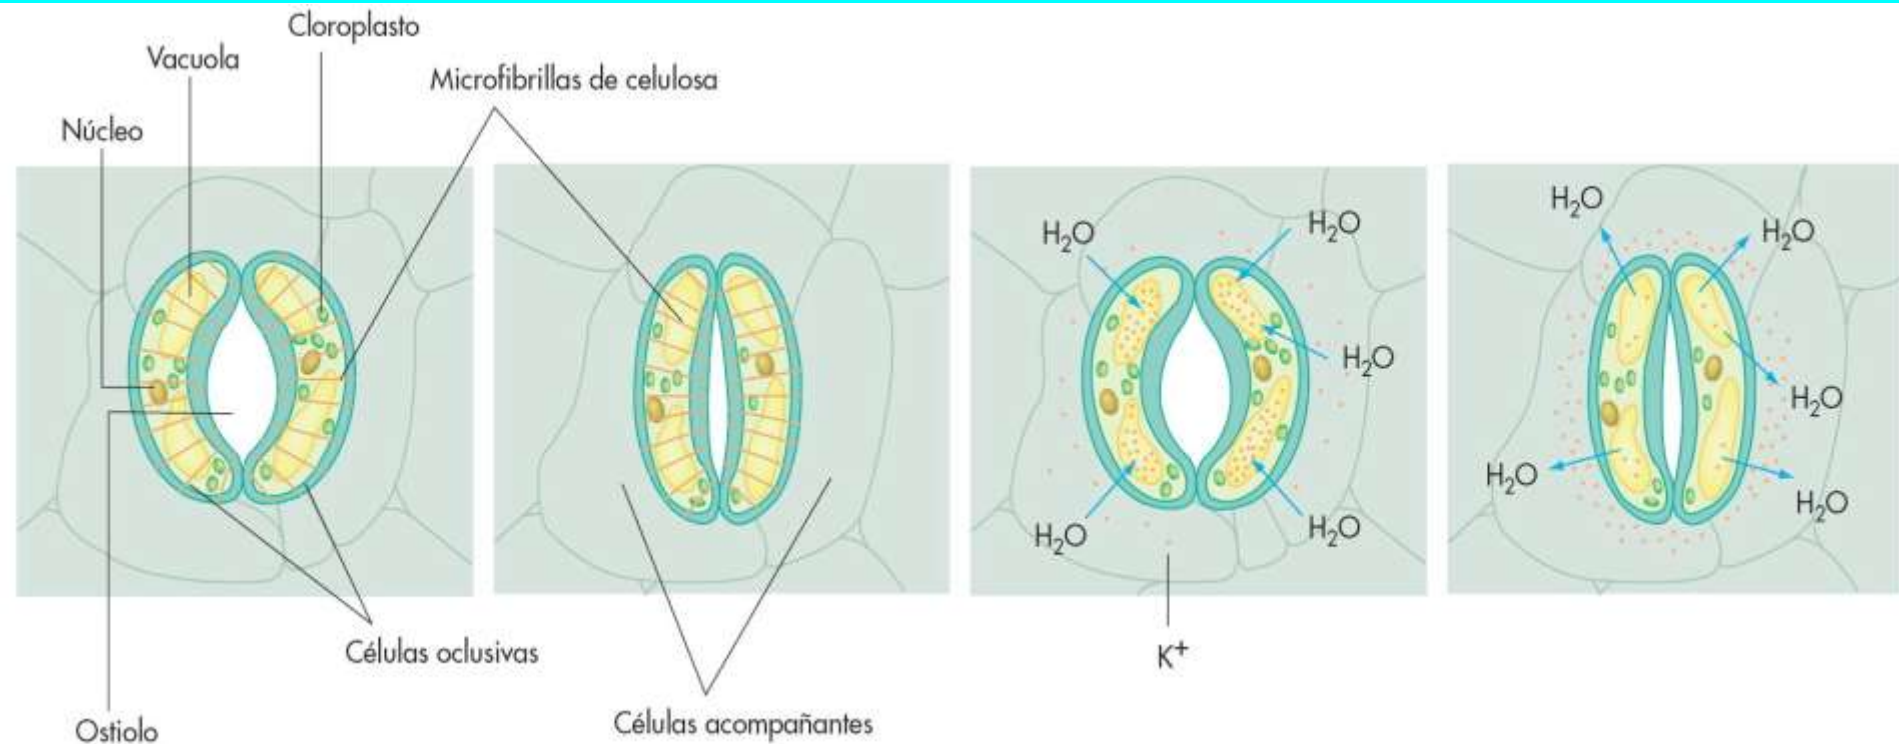 Cloroplasto
Vacuola
Microfibrillas de celulosa
Núcleo
H₂O
H₂O
H₂O
H₂O
H₂O
H₂O
H₂O
H₂O
H₂O
H₂O
Células oclusivas
K⁺
Ostiolo
Células acompañantes